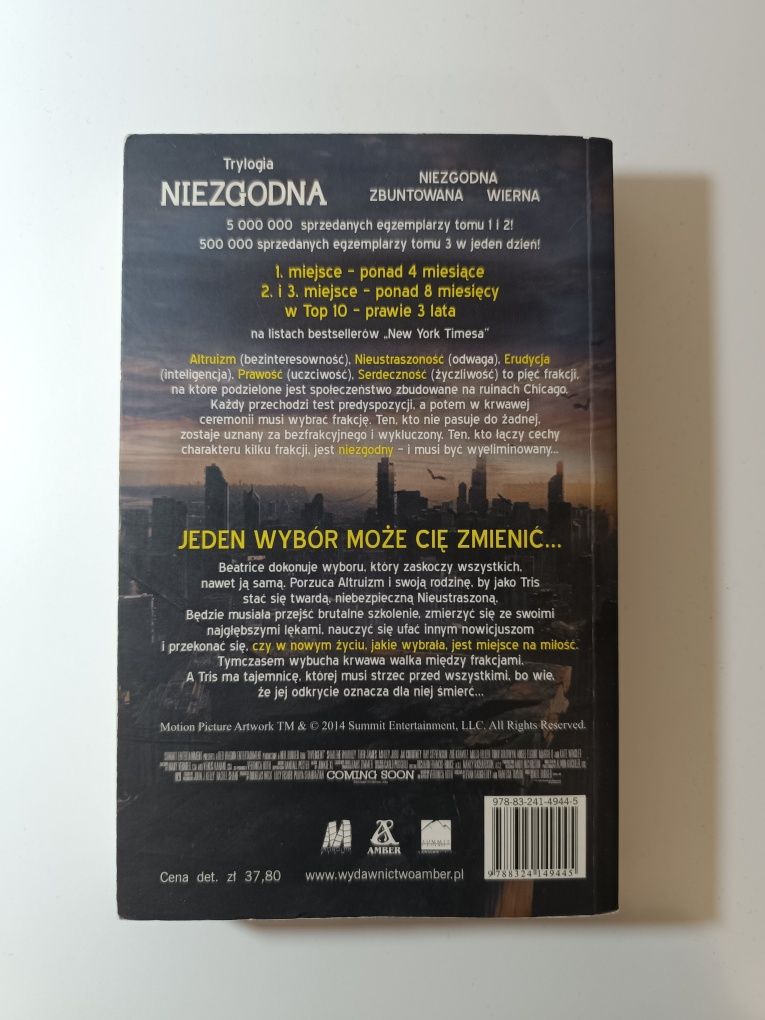 Trylogia
NIEZGODNA
NIEZGODNA
ZBUNTOWANA WIERNA
5 000 000 sprzedanych egzemplarzy tomu 1 i 2!
500 000 sprzedanych egzemplarzy tomu 3 w jeden dzień!
1. miejsce – ponad 4 miesiące
2. i 3. miejsce – ponad 8 miesięcy
w Top 10 – prawie 3 lata
na listach bestsellerów „New York Timesa”
Altruizm (bezinteresowność), Nieustraszoność (odwaga), Erudycja
(inteligencja), Prawość (uczciwość), Serdeczność (życzliwość) to pięć frakcji,
na które podzielone jest społeczeństwo zbudowane na ruinach Chicago.
Każdy przechodzi test predyspozycji, a potem w krwawej
ceremonii musi wybrać frakcję. Ten, kto nie pasuje do żadnej,
zostaje uznany za bezfrakcyjnego i wykluczony. Ten, kto łączy cechy
charakteru kilku frakcji, jest niezgodny – i musi być wyeliminowany...
JEDEN WYBÓR MOŻE CIĘ ZMIENIĆ...
Beatrice dokonuje wyboru, który zaskoczy wszystkich,
nawet ją samą. Porzuca Altruizm i swoją rodzinę, by jako Tris
stać się twardą, niebezpieczną Nieustraszoną.
Będzie musiała przejść brutalne szkolenie, zmierzyć się ze swoimi
najgłębszymi lękami, nauczyć się ufać innym nowicjuszom
i przekonać się, czy w nowym życiu, jakie wybrała, jest miejsce na miłość.
Tymczasem wybucha krwawa walka między frakcjami.
A Tris ma tajemnicę, której musi strzec przed wszystkimi, bo wie,
że jej odkrycie oznacza dla niej śmierć...
Motion Picture Artwork TM & © 2014 Summit Entertainment, LLC. All Rights Reserved.
COMING SOON
978-83-241-4944-5
AMBER
SUMMIT
Cena det. zł 37,80
www.wydawnictwoamber.pl
9 788324 149445